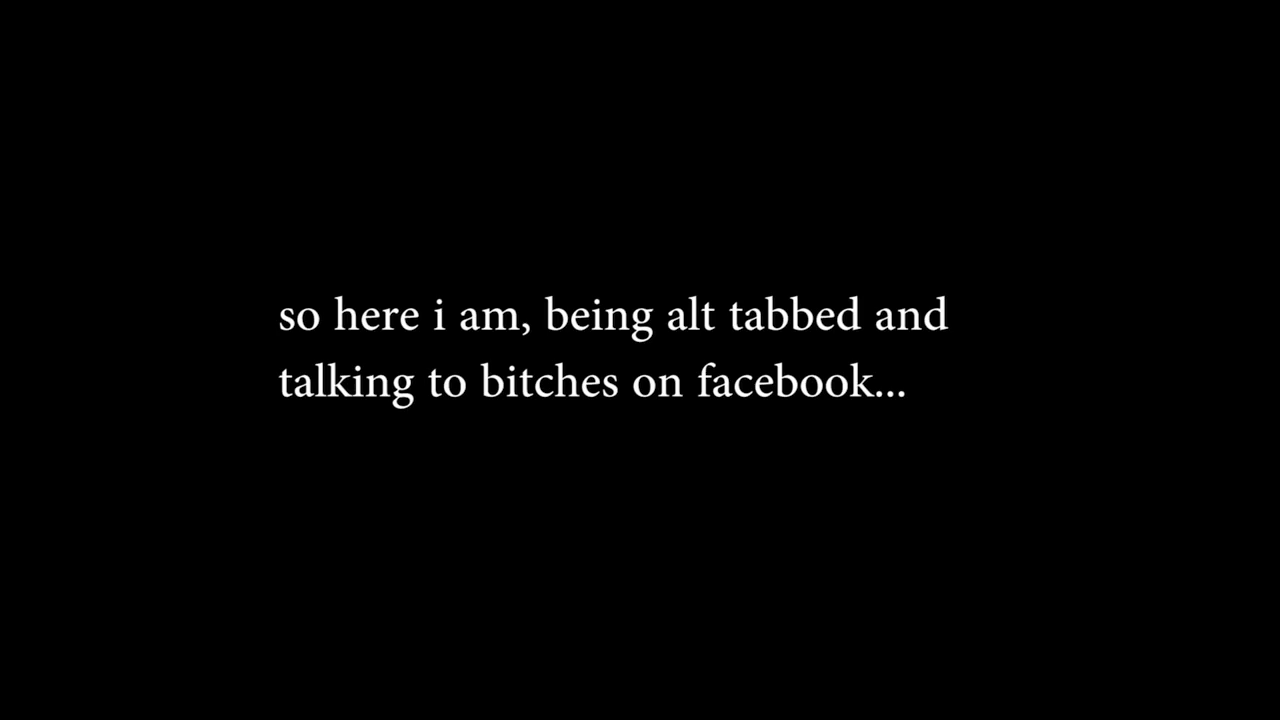 so here i am, being alt tabbed and
talking to bitches on facebook...